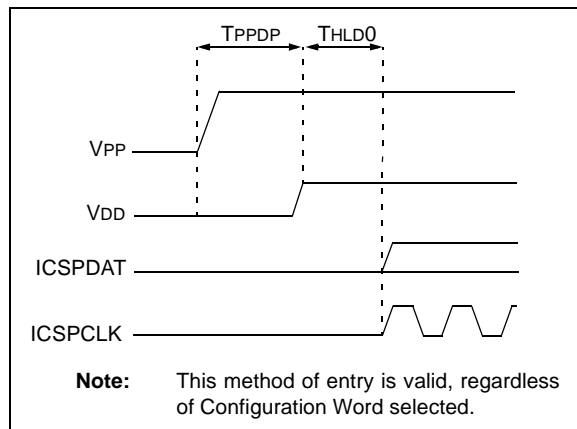 TPPDP THLD0
VPP
VDD
ICSPDAT
ICSPCLK
Note: This method of entry is valid, regardless
of Configuration Word selected.